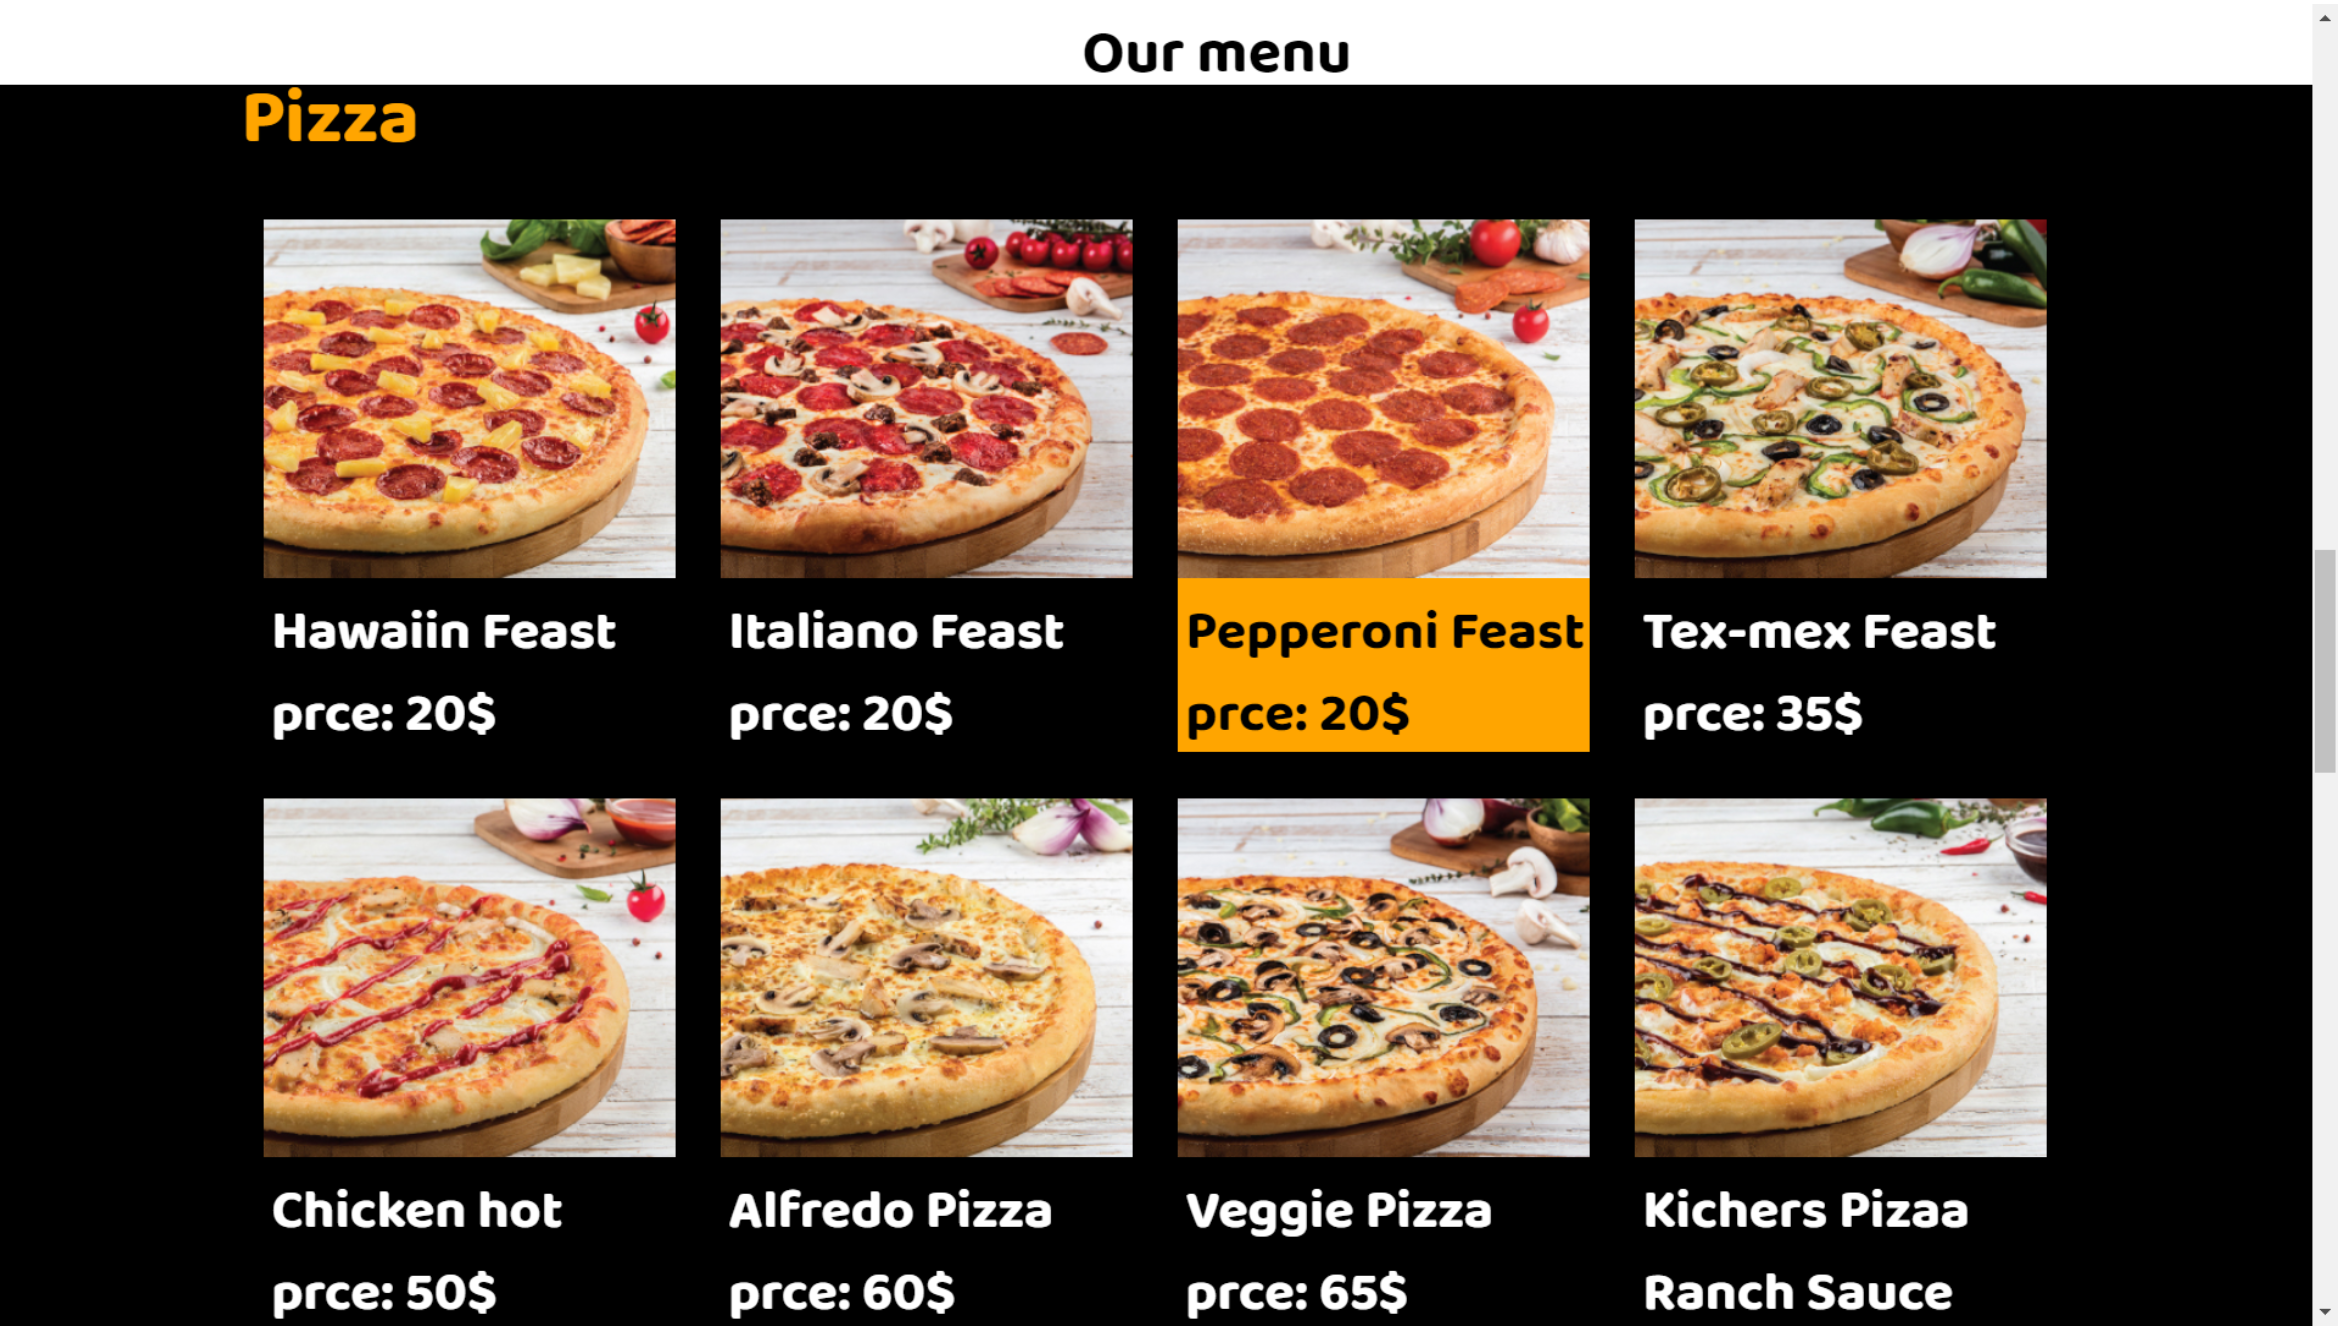 Our menu
Pizza
Hawaiin Feast
prce: 20$
Italiano Feast
prce: 20$
Pepperoni Feast
prce: 20$
Tex-mex Feast
prce: 35$
Chicken hot
prce: 50$
Alfredo Pizza
prce: 60$
Veggie Pizza
prce: 65$
Kichers Pizaa
Ranch Sauce